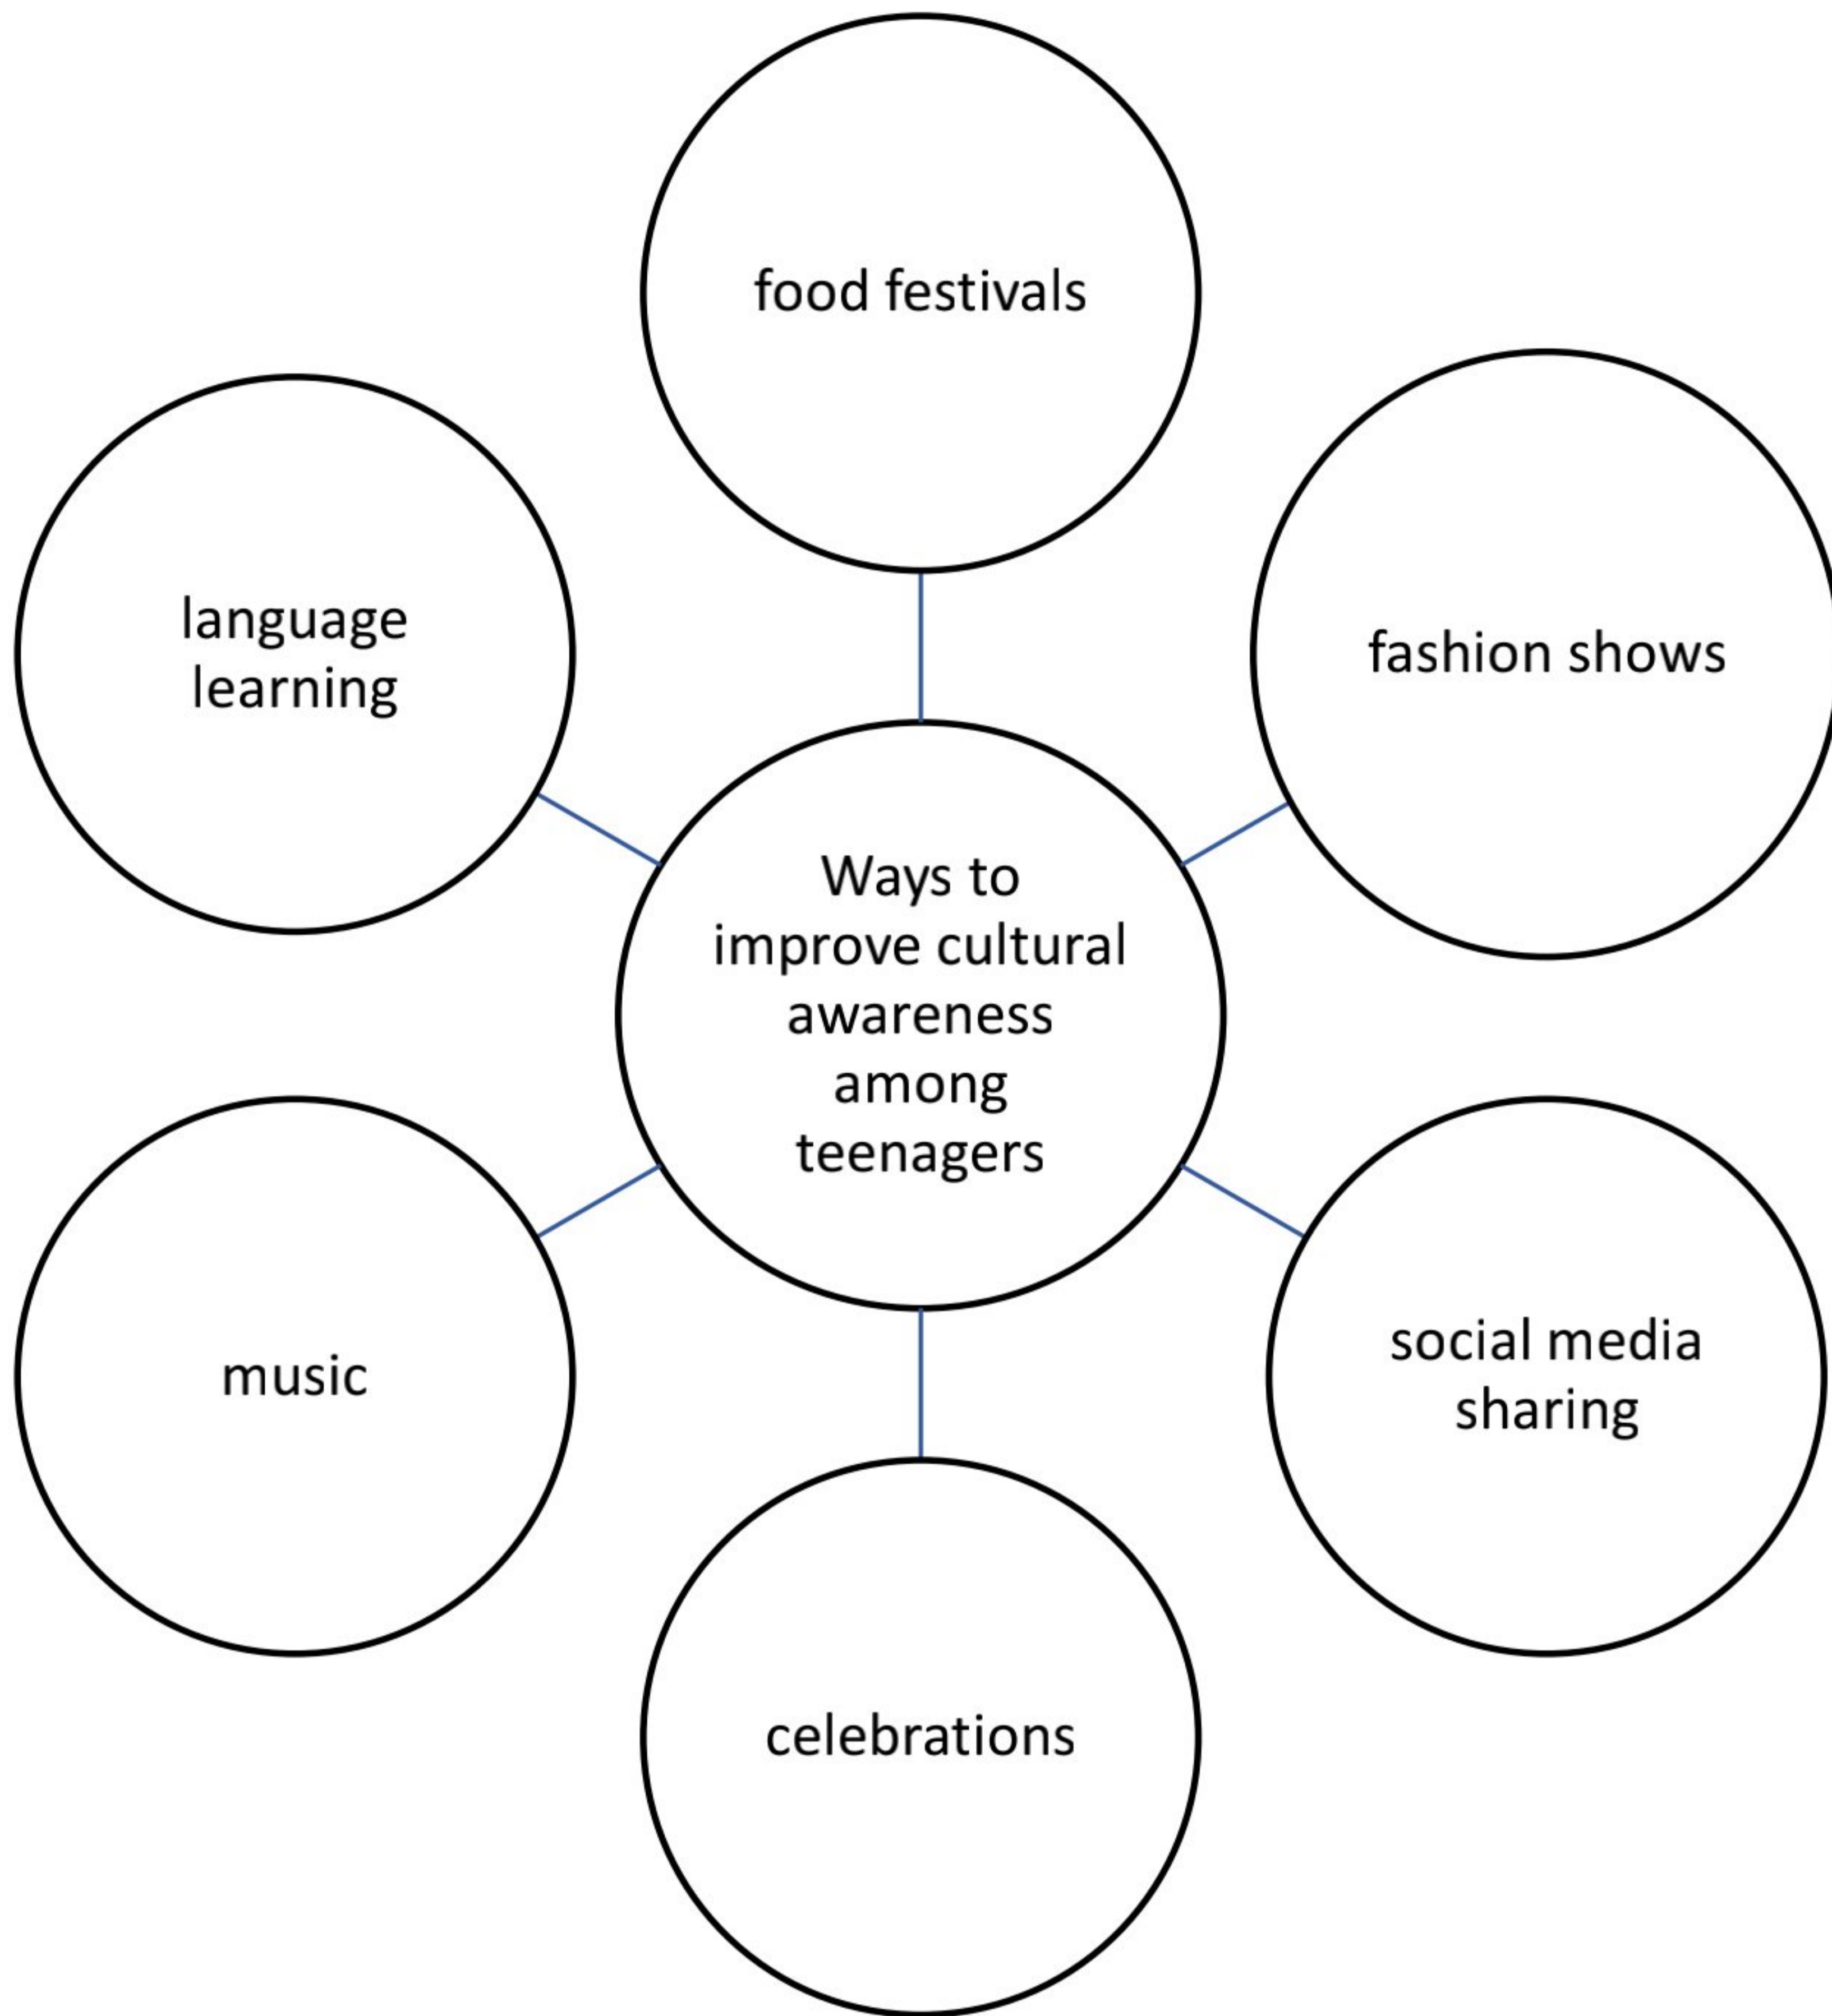 food festivals
language
learning
fashion shows
Ways to
improve cultural
awareness
among
teenagers
music
social media
sharing
celebrations